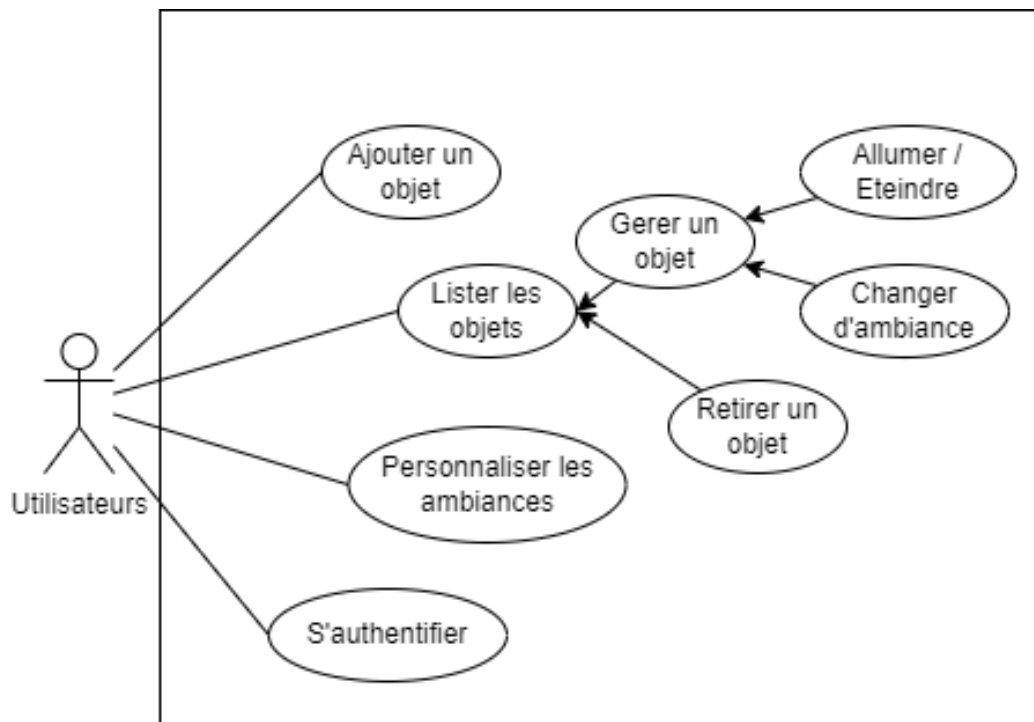 Ajouter un
objet
Allumer /
Eteindre
Gerer un
objet
Lister les
objets
Changer
d'ambiance
Retirer un
objet
Personnaliser les
ambiances
Utilisateurs
S'authentifier